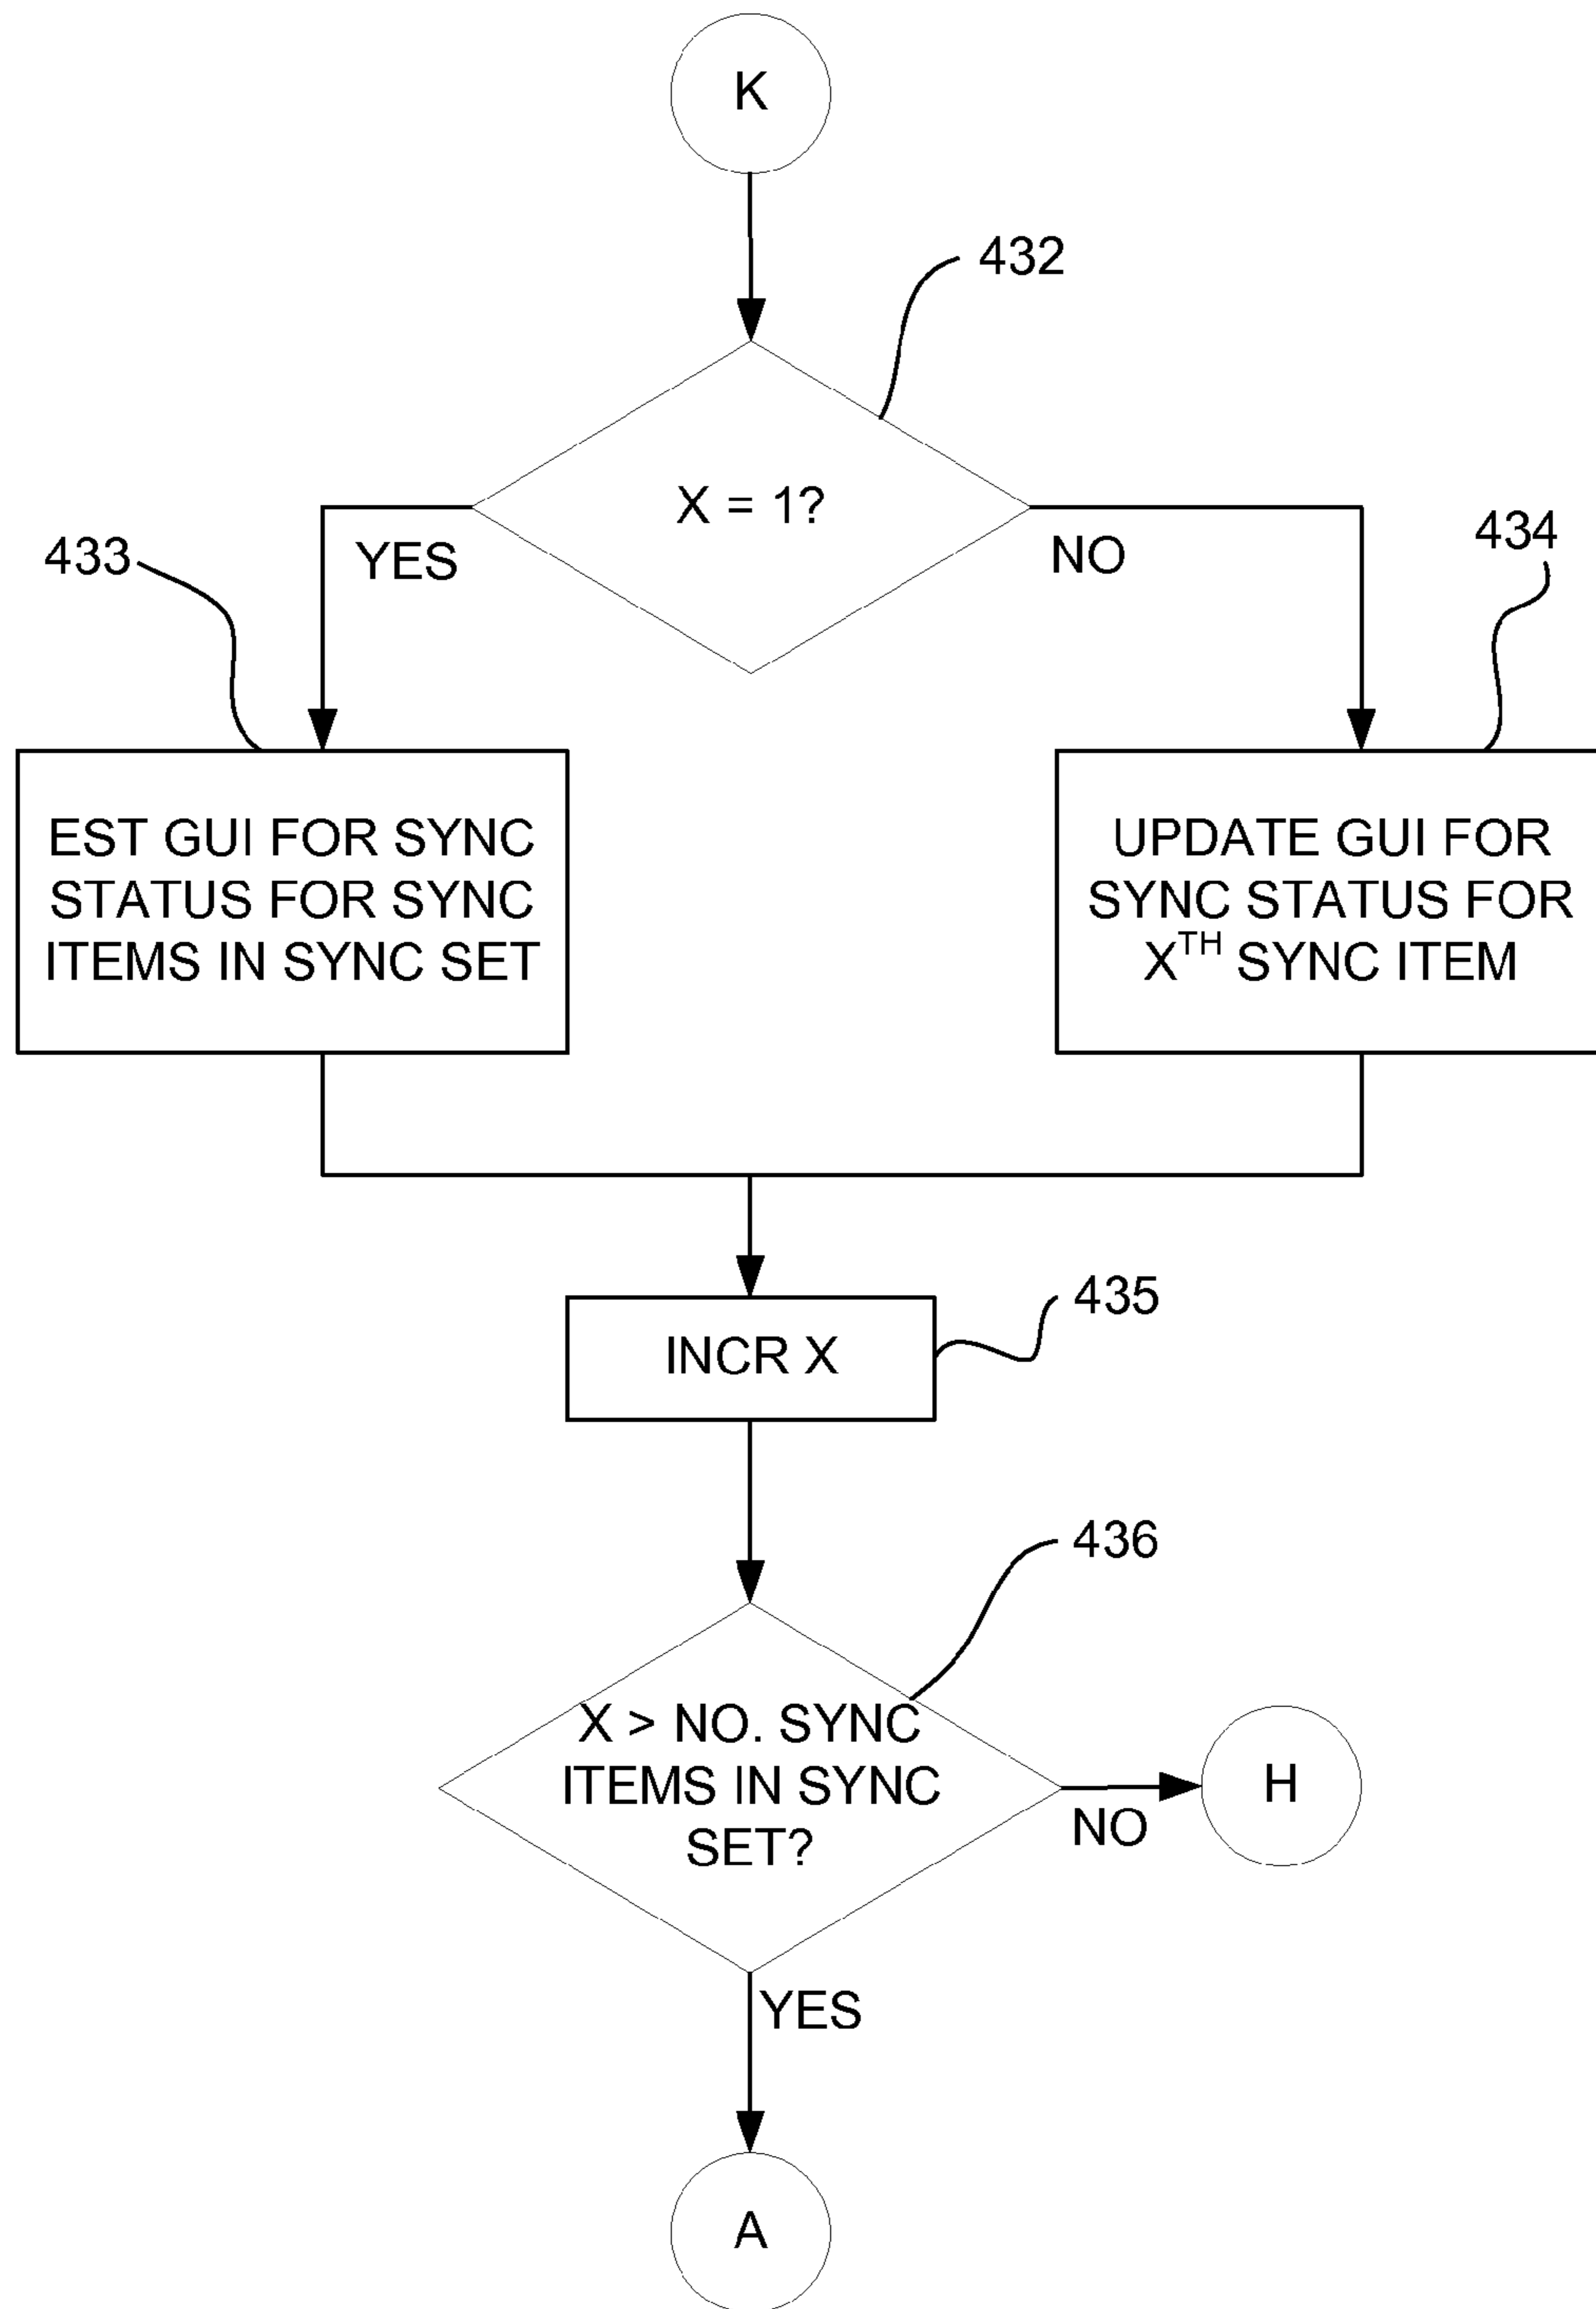 K
432
X = 1?
433
YES
NO
434
EST GUI FOR SYNC
STATUS FOR SYNC
ITEMS IN SYNC SET
UPDATE GUI FOR
SYNC STATUS FOR
XTH SYNC ITEM
435
INCR X
436
X > NO. SYNC
ITEMS IN SYNC
SET?
H
NO
YES
A